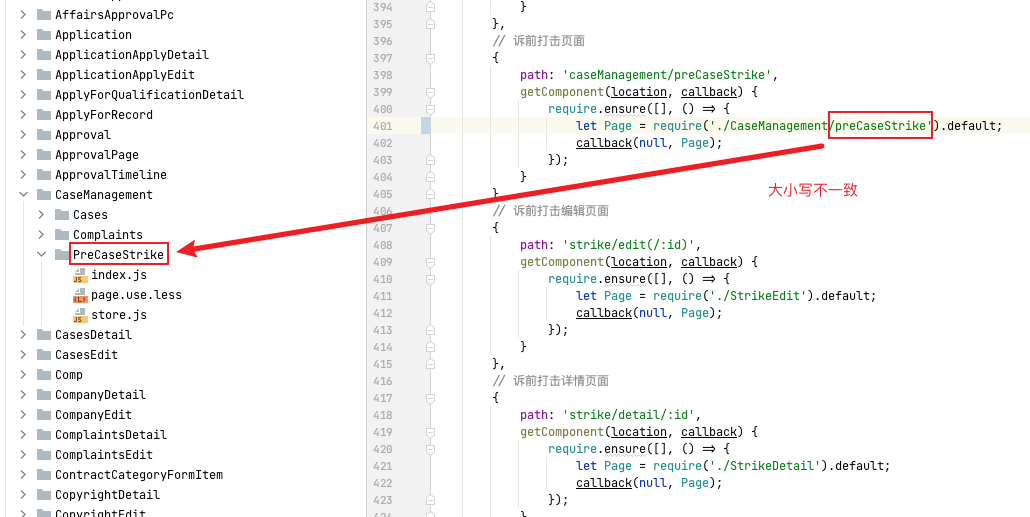 AffairsApprovalPc
Application
ApplicationApplyDetail
ApplicationApplyEdit
ApplyForQualificationDetail
ApplyForRecord
Approval
ApprovalPage
ApprovalTimeline
CaseManagement
Cases
Complaints
PreCaseStrike
index.js
page.use.less
store.js
CasesDetail
CasesEdit
Comp
CompanyDetail
CompanyEdit
ComplaintsDetail
ComplaintsEdit
ContractCategoryFormItem
CopyrightDetail
CopyrightEdit
394 }
395 },
396 // 诉前打击页面
397 {
398 path: 'caseManagement/preCaseStrike',
399 getComponent(location, callback) {
400 require.ensure([], () => {
401 let Page = require('./CaseManagement/preCaseStrike').default;
402 callback(null, Page);
403 });
404 }
405 },
大小写不一致
406 // 诉前打击编辑页面
407 {
408 path: 'strike/edit(/:id)',
409 getComponent(location, callback) {
410 require.ensure([], () => {
411 let Page = require('./StrikeEdit').default;
412 callback(null, Page);
413 });
414 }
415 },
416 // 诉前打击详情页面
417 {
418 path: 'strike/detail/:id',
419 getComponent(location, callback) {
420 require.ensure([], () => {
421 let Page = require('./StrikeDetail').default;
422 callback(null, Page);
423 });
424 }